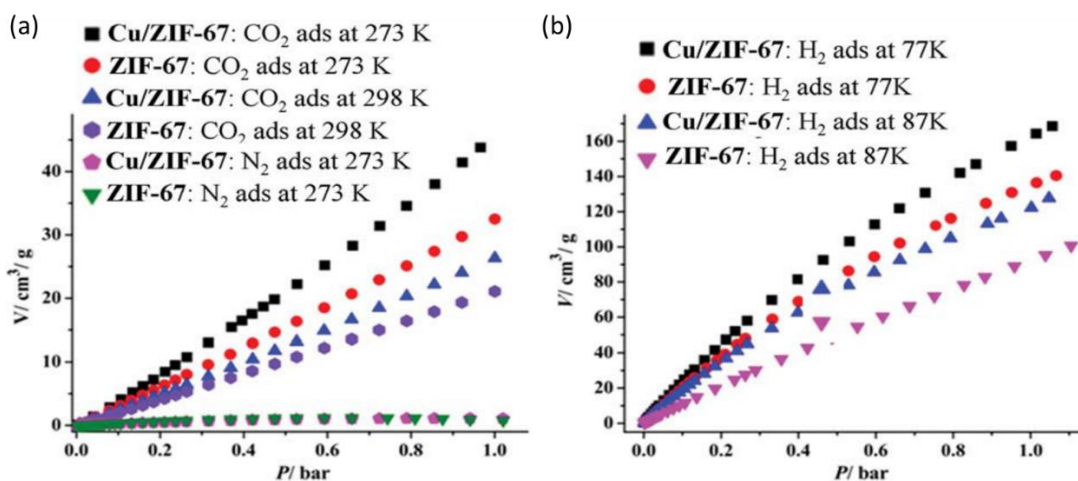 (a)
Cu/ZIF-67: CO₂ ads at 273 K
ZIF-67: CO₂ ads at 273 K
Cu/ZIF-67: CO₂ ads at 298 K
ZIF-67: CO₂ ads at 298 K
Cu/ZIF-67: N₂ ads at 273 K
ZIF-67: N₂ ads at 273 K
V/ cm³/ g
40
30
20
10
0
0.0 0.2 0.4 0.6 0.8 1.0
P/ bar
(b)
Cu/ZIF-67: H₂ ads at 77K
ZIF-67: H₂ ads at 77K
Cu/ZIF-67: H₂ ads at 87K
ZIF-67: H₂ ads at 87K
V/ cm³/ g
160
140
120
100
80
60
40
20
0
0.0 0.2 0.4 0.6 0.8 1.0
P/ bar